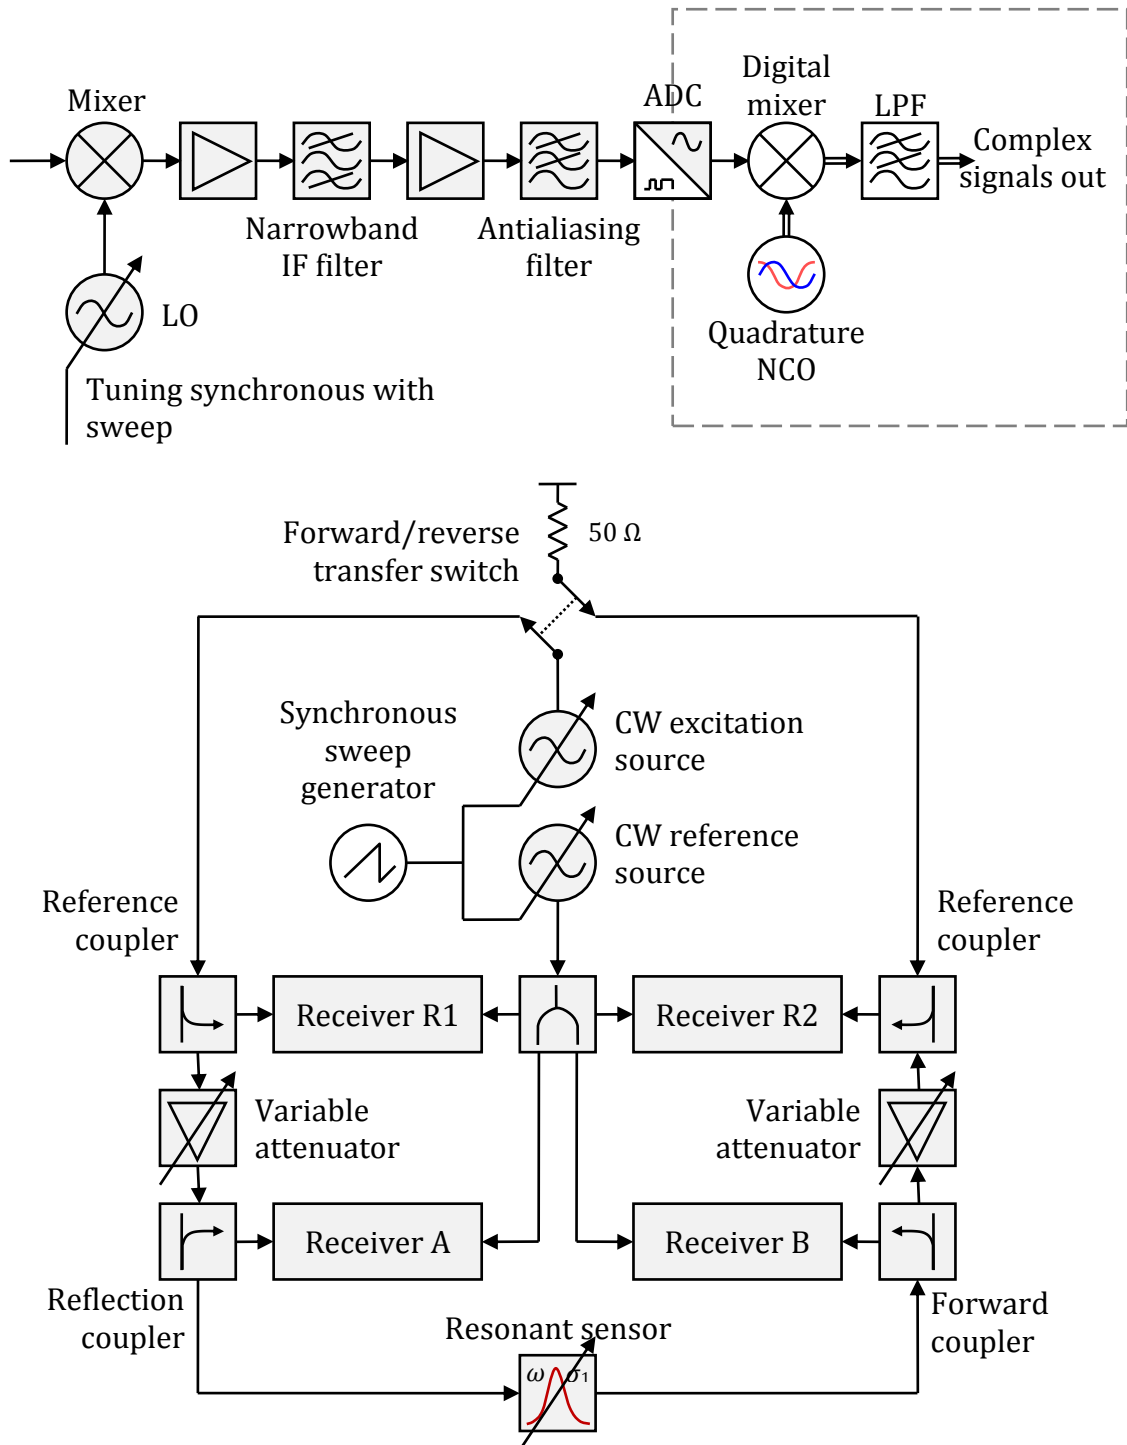 Mixer
ADC
Digital
mixer
LPF
Complex
signals out
Narrowband
IF filter
Antialiasing
filter
LO
Quadrature
NCO
Tuning synchronous with
sweep
Forward/reverse
transfer switch
50 Ω
Synchronous
sweep
generator
CW excitation
source
CW reference
source
Reference
coupler
Reference
coupler
Receiver R1
Receiver R2
Variable
attenuator
Variable
attenuator
Receiver A
Receiver B
Reflection
coupler
Resonant sensor
Forward
coupler
ω σ1